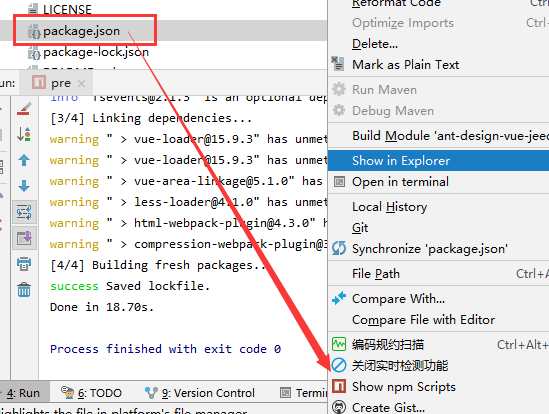 LICENSE
package.json
package-lock.json
un:
pre
info "fsevents@2.1.3" is an optional dep
[3/4] Linking dependencies...
warning " > vue-loader@15.9.3" has unmet
warning " > vue-loader@15.9.3" has unmet
warning " > vue-area-linkage@5.1.0" has
warning " > less-loader@4.1.0" has unmet
warning " > html-webpack-plugin@4.3.0" h
warning " > compression-webpack-plugin@3
[4/4] Building fresh packages...
success Saved lockfile.
Done in 18.70s.
Process finished with exit code 0
4: Run
6: TODO
9: Version Control
Termin
Highlights the file in platform's file manager
Reformat Code
Optimize Imports Ctrl+A
Delete...
Mark as Plain Text
Run Maven
Debug Maven
Build Module 'ant-design-vue-jeec
Show in Explorer
Open in terminal
Local History
Git
Synchronize 'package.json'
File Path Ctrl+A
Compare With...
Compare File with Editor
编码规约扫描 Ctrl+Alt+
关闭实时检测功能
Show npm Scripts
Create Gist...